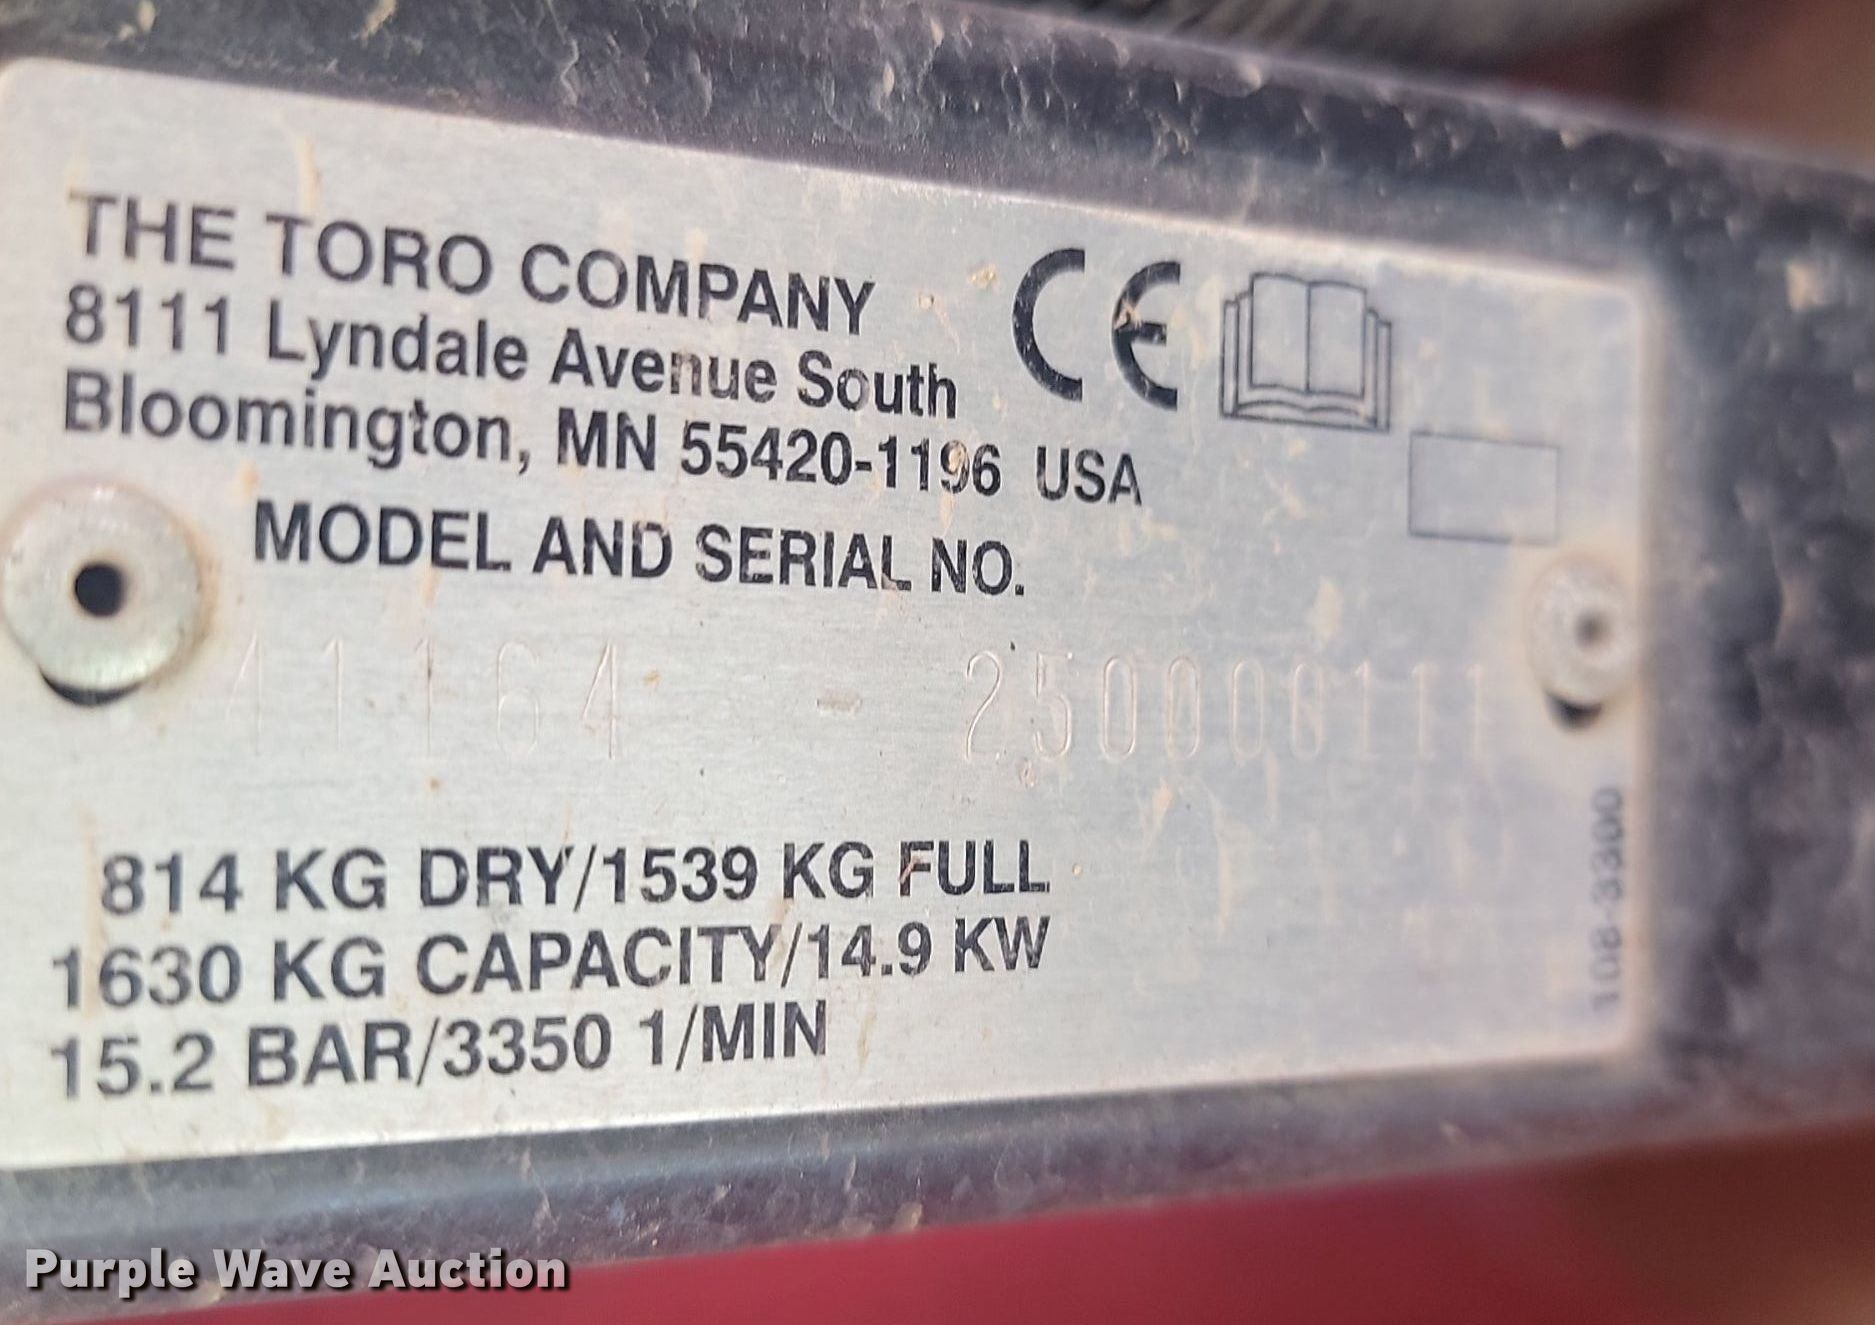 THE TORO COMPANY
8111 Lyndale Avenue South
Bloomington, MN 55420-1196 USA
CE
MODEL AND SERIAL NO.
41164 - 250000111
814 KG DRY/1539 KG FULL
1630 KG CAPACITY/14.9 KW
15.2 BAR/3350 1/MIN
108-3300
Purple Wave Auction